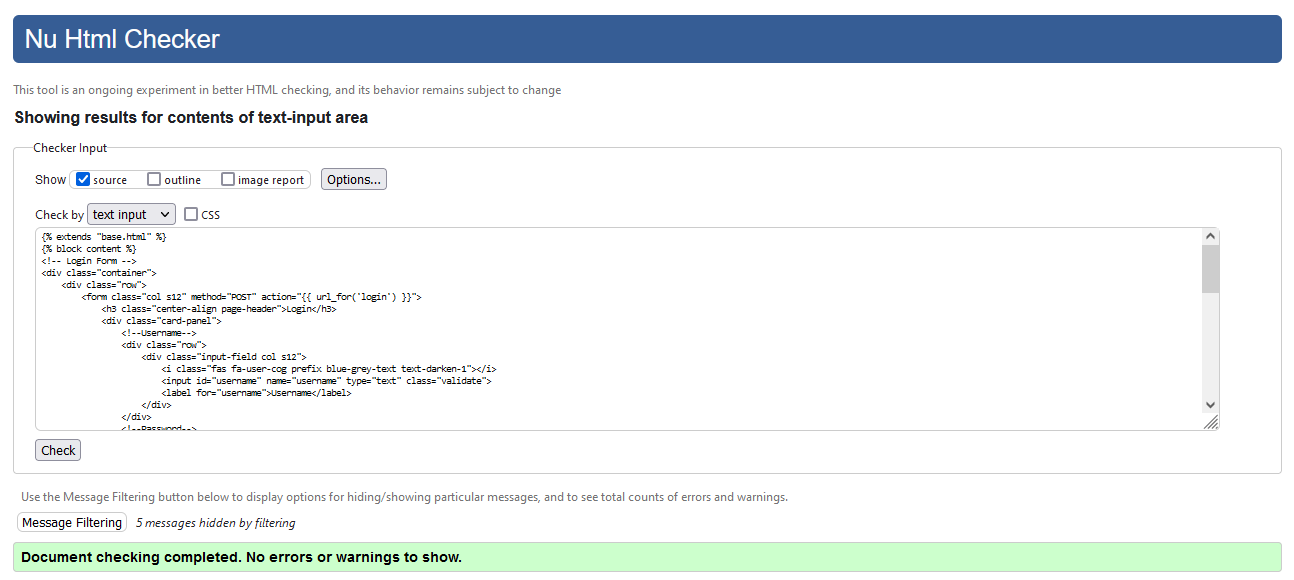 Nu Html Checker
This tool is an ongoing experiment in better HTML checking, and its behavior remains subject to change
Showing results for contents of text-input area
Checker Input
Show source outline image report Options...
Check by text input CSS
{% extends "base.html" %}
{% block content %}
<!-- Login Form -->
<div class="container">
    <div class="row">
        <form class="col s12" method="POST" action="{{ url_for('login') }}">
            <h3 class="center-align page-header">Login</h3>
            <div class="card-panel">
                <!--Username-->
                <div class="row">
                    <div class="input-field col s12">
                        <i class="fas fa-user-cog prefix blue-grey-text text-darken-1"></i>
                        <input id="username" name="username" type="text" class="validate">
                        <label for="username">Username</label>
                    </div>
                </div>
                <!--Password-->
Check
Use the Message Filtering button below to display options for hiding/showing particular messages, and to see total counts of errors and warnings.
Message Filtering 5 messages hidden by filtering
Document checking completed. No errors or warnings to show.